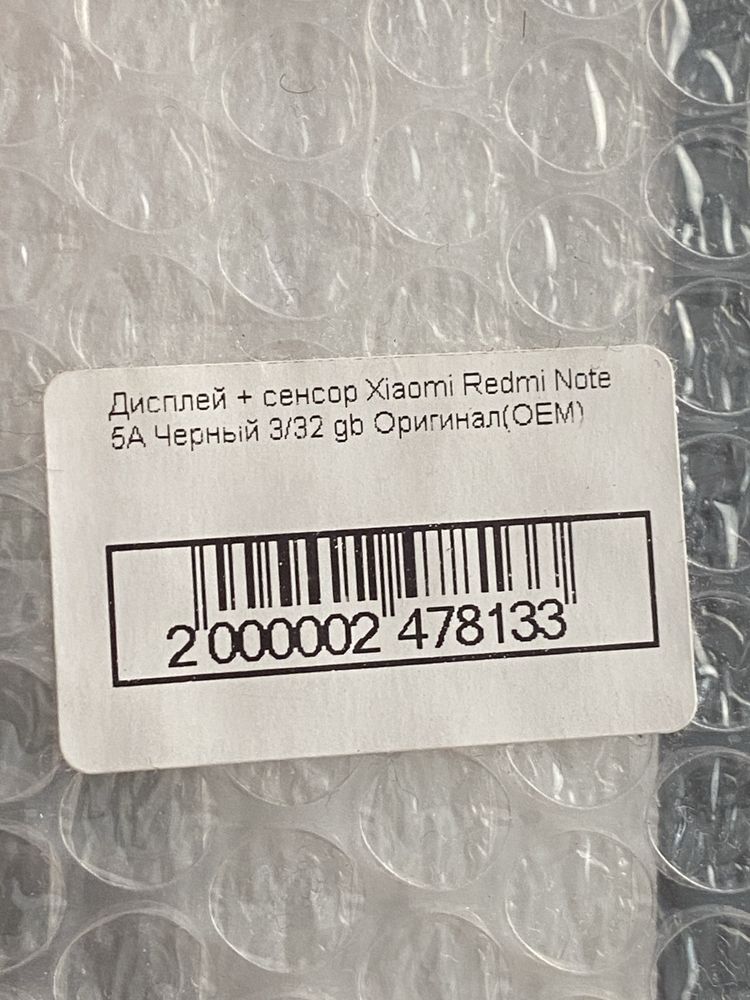 Дисплей + сенсор Xiaomi Redmi Note
5A Черный 3/32 gb Оригинал(OEM)
2 000002 478133